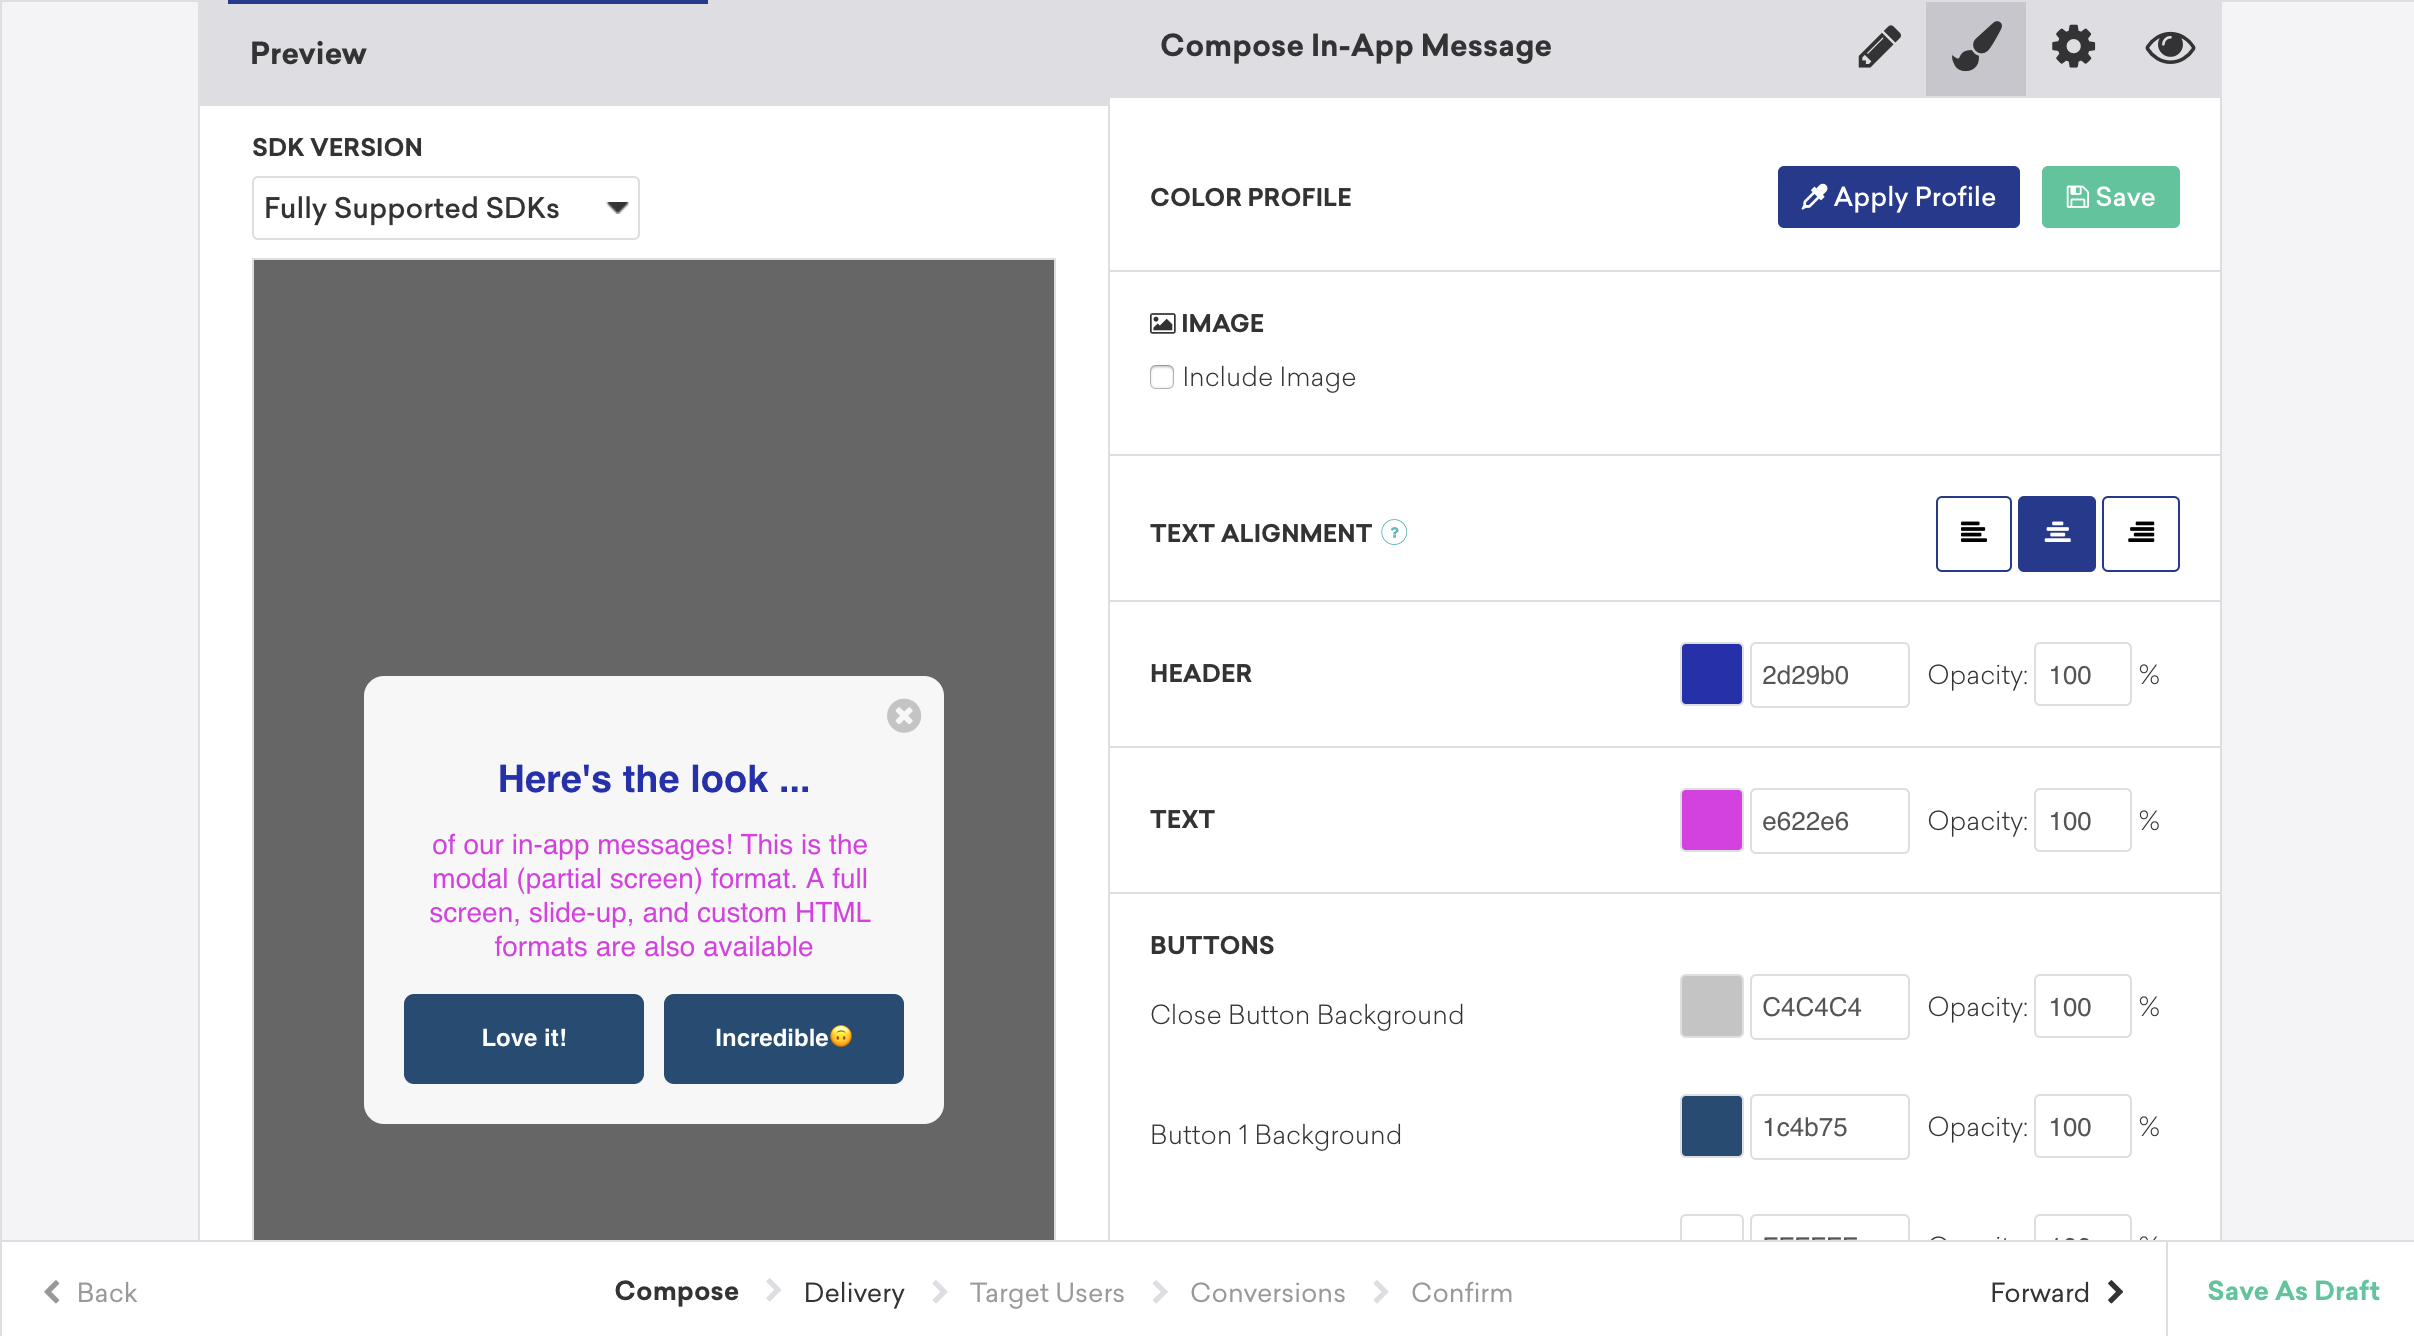 Preview
SDK VERSION
Fully Supported SDKs
Here's the look ...
of our in-app messages! This is the
modal (partial screen) format. A full
screen, slide-up, and custom HTML
formats are also available
Love it!
Incredible🙃
Compose In-App Message
COLOR PROFILE
Apply Profile
Save
IMAGE
Include Image
TEXT ALIGNMENT ?
HEADER
2d29b0 Opacity: 100 %
TEXT
e622e6 Opacity: 100 %
BUTTONS
Close Button Background
C4C4C4 Opacity: 100 %
Button 1 Background
1c4b75 Opacity: 100 %
Back
Compose
Delivery
Target Users
Conversions
Confirm
Forward
Save As Draft